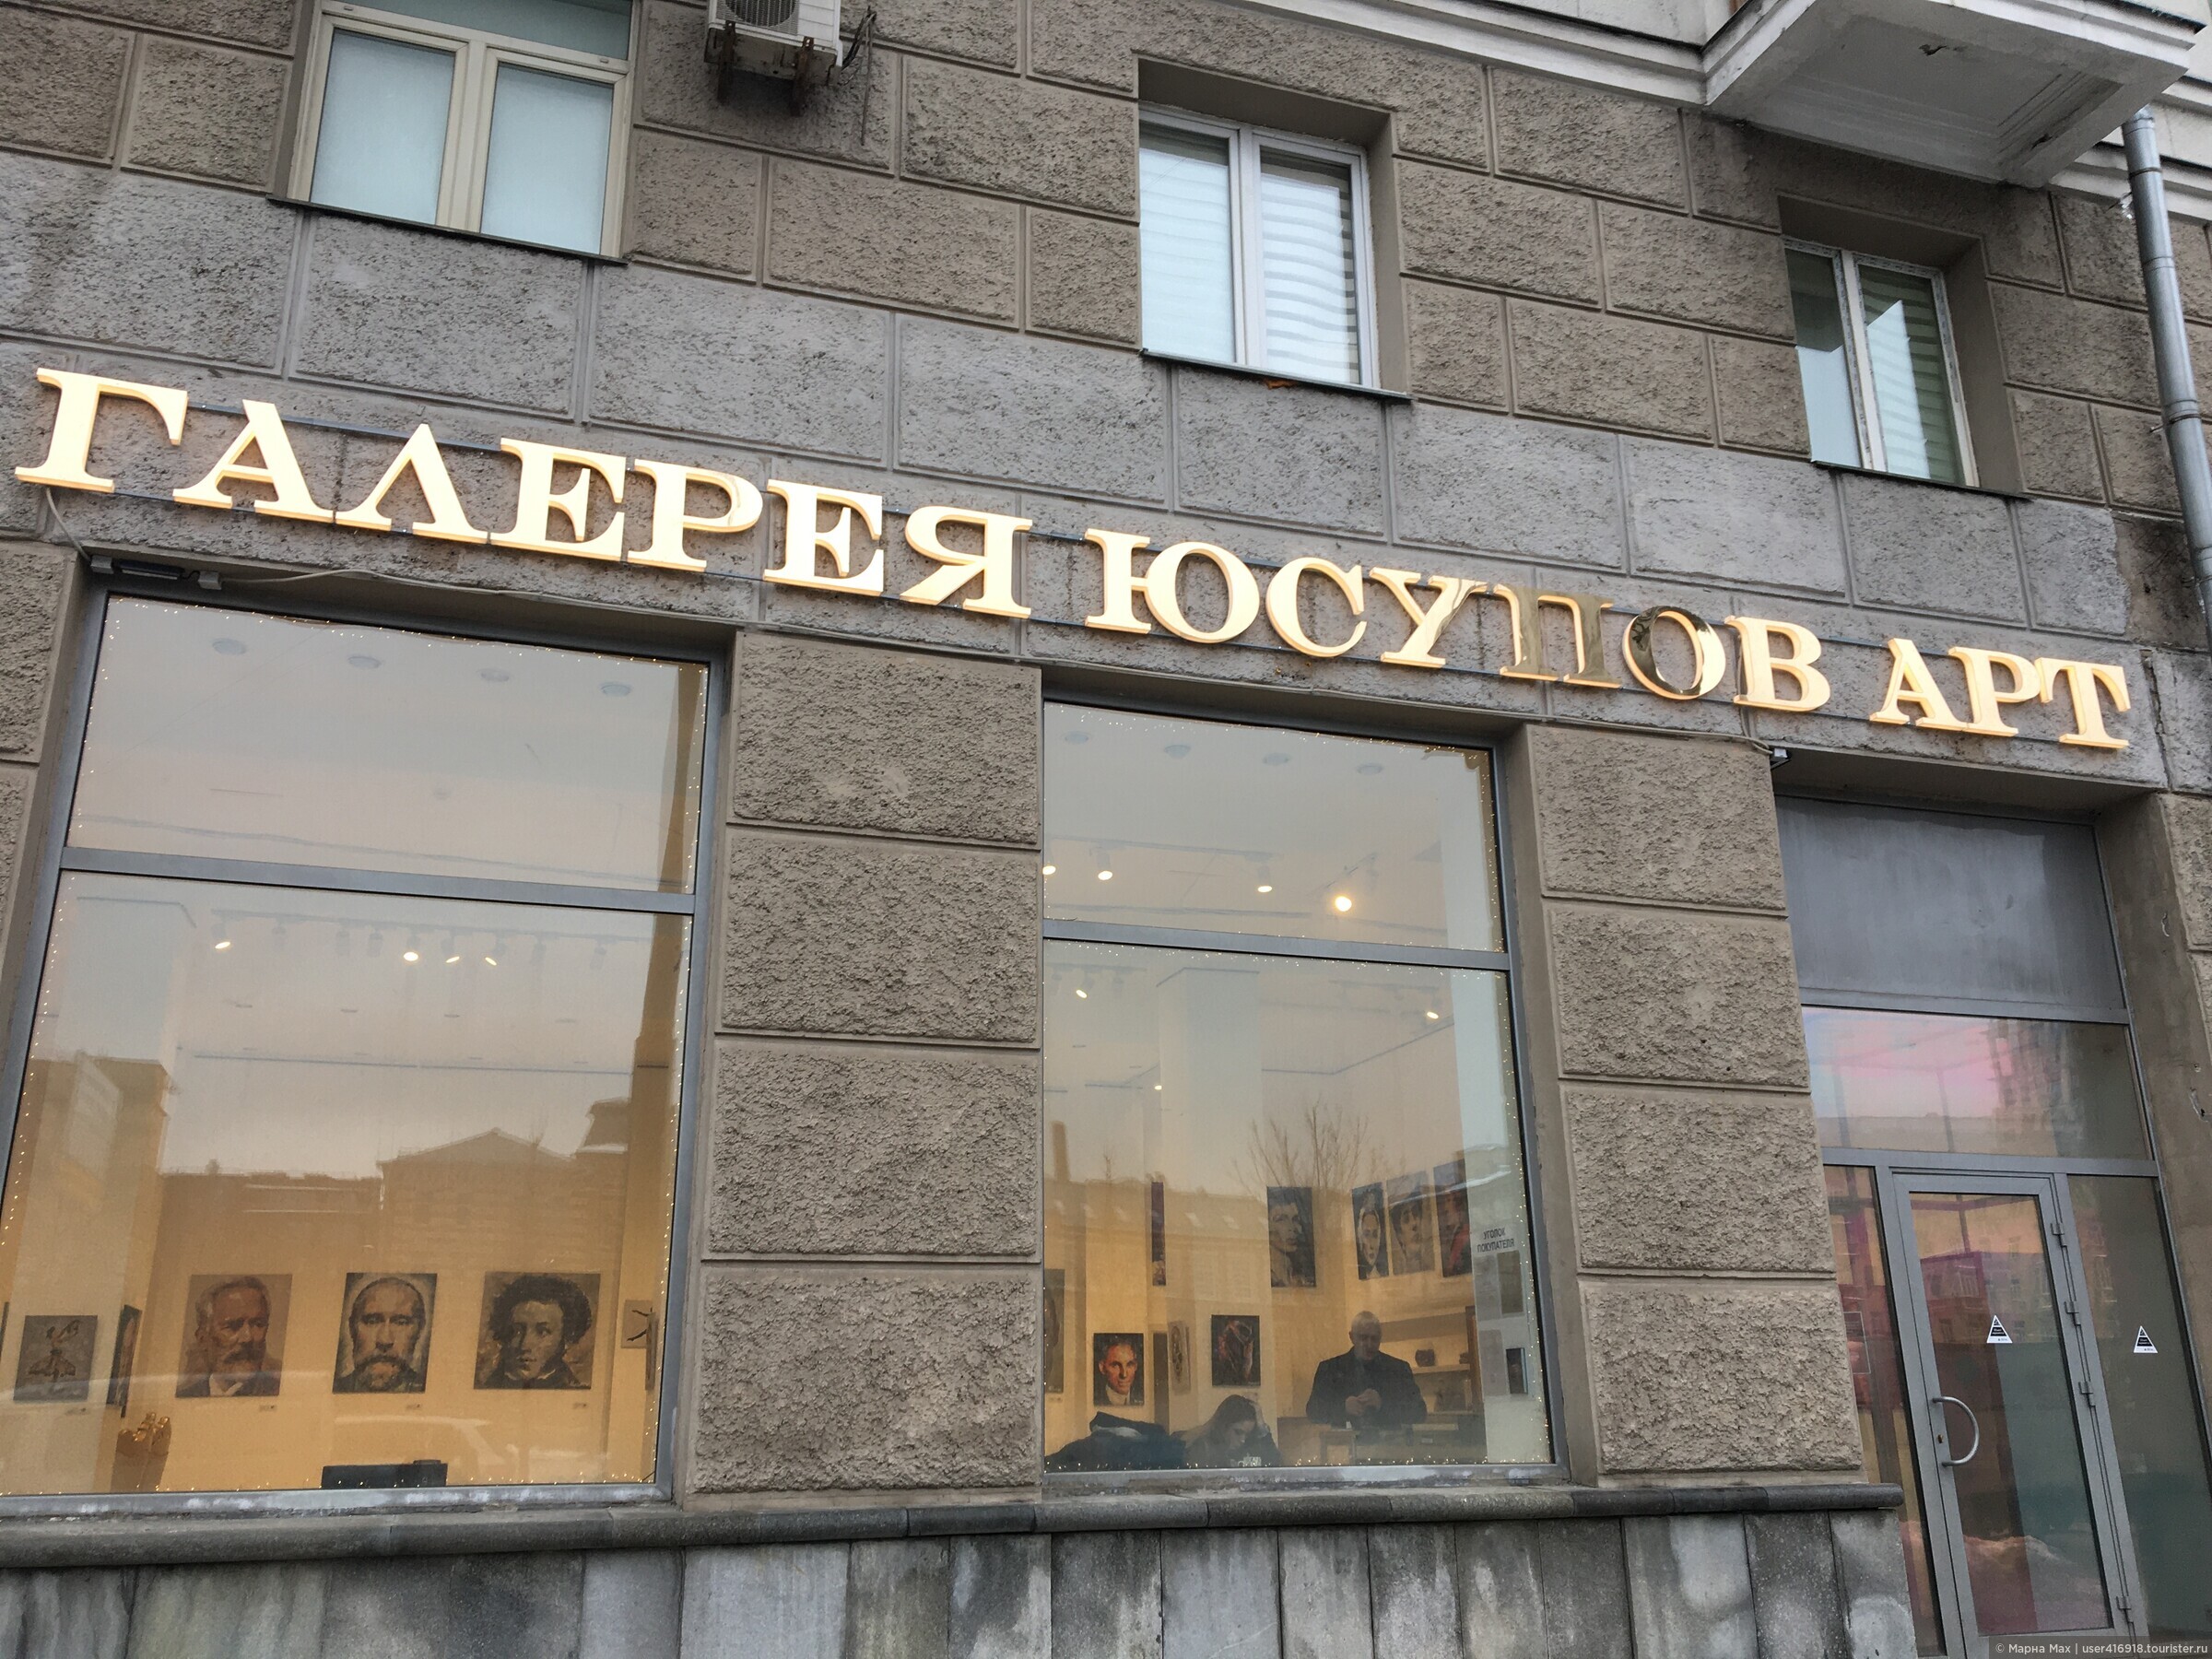 ГАЛЕРЕЯ ЮСУПОВ АРТ
УГОЛОК
ПОКУПАТЕЛЯ
© Марна Мах | user416918.tourister.ru